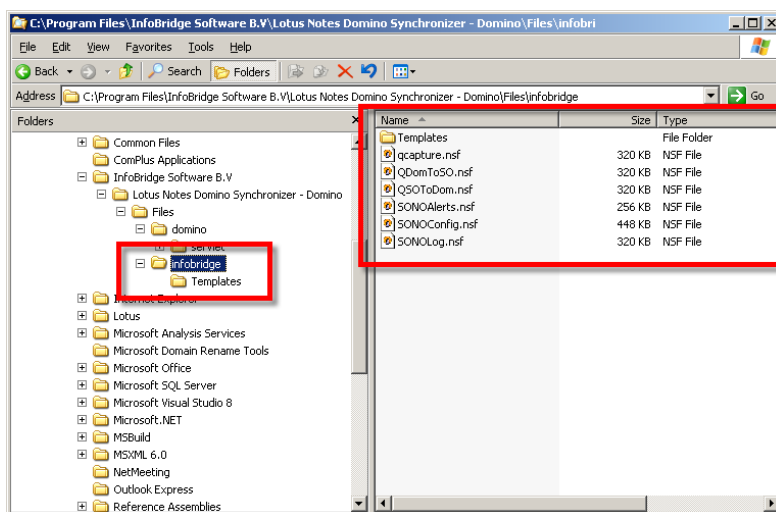 C:\Program Files\InfoBridge Software B.V\Lotus Notes Domino Synchronizer - Domino\Files\infobri
File Edit View Favorites Tools Help
Back Search Folders
Address C:\Program Files\InfoBridge Software B.V\Lotus Notes Domino Synchronizer - Domino\Files\infobridge Go
Folders x Name Size Type
Common Files
ComPlus Applications
InfoBridge Software B.V
Lotus Notes Domino Synchronizer - Domino
Files
domino
servlet
infobridge
Templates
Internet Explorer
Lotus
Microsoft Analysis Services
Microsoft Domain Rename Tools
Microsoft Office
Microsoft SQL Server
Microsoft Visual Studio 8
Microsoft.NET
MSBuild
MSXML 6.0
NetMeeting
Outlook Express
Reference Assemblies
Templates File Folder
qcapture.nsf 320 KB NSF File
QDomToSO.nsf 320 KB NSF File
QSOToDom.nsf 320 KB NSF File
SONOAlerts.nsf 256 KB NSF File
SONOConfig.nsf 448 KB NSF File
SONOLog.nsf 320 KB NSF File